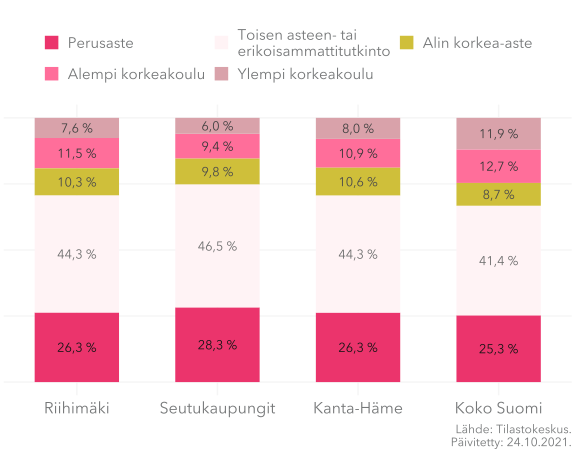 Perusaste
Toisen asteen- tai
erikoisammattitutkinto
Alin korkea-aste
Alempi korkeakoulu
Ylempi korkeakoulu
7,6 %
6,0 %
8,0 %
11,9 %
11,5 %
9,4 %
10,9 %
12,7 %
10,3 %
9,8 %
10,6 %
8,7 %
44,3 %
46,5 %
44,3 %
41,4 %
26,3 %
28,3 %
26,3 %
25,3 %
Riihimäki
Seutukaupungit
Kanta-Häme
Koko Suomi
Lähde: Tilastokeskus.
Päivitetty: 24.10.2021.